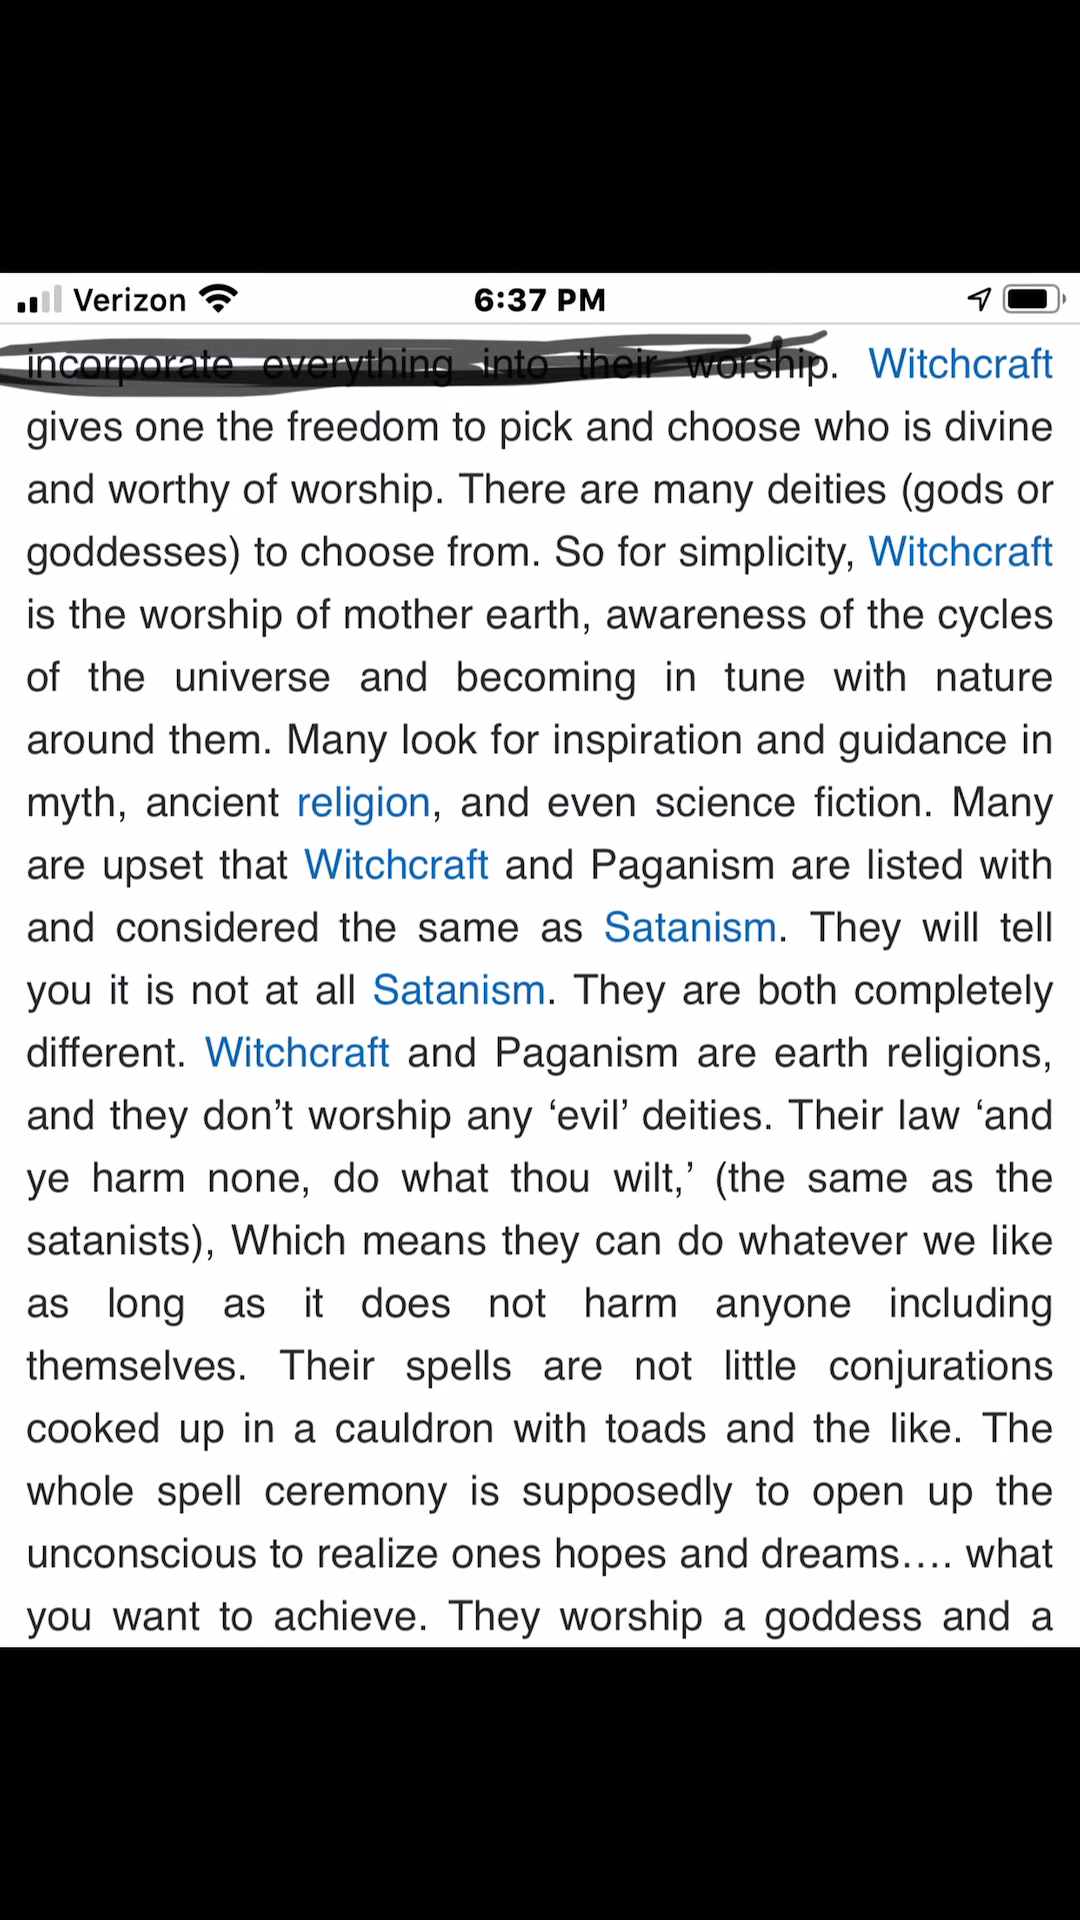 Verizon 6:37 PM
incorporate everything into their worship. Witchcraft
gives one the freedom to pick and choose who is divine
and worthy of worship. There are many deities (gods or
goddesses) to choose from. So for simplicity, Witchcraft
is the worship of mother earth, awareness of the cycles
of the universe and becoming in tune with nature
around them. Many look for inspiration and guidance in
myth, ancient religion, and even science fiction. Many
are upset that Witchcraft and Paganism are listed with
and considered the same as Satanism. They will tell
you it is not at all Satanism. They are both completely
different. Witchcraft and Paganism are earth religions,
and they don’t worship any ‘evil’ deities. Their law ‘and
ye harm none, do what thou wilt,’ (the same as the
satanists), Which means they can do whatever we like
as long as it does not harm anyone including
themselves. Their spells are not little conjurations
cooked up in a cauldron with toads and the like. The
whole spell ceremony is supposedly to open up the
unconscious to realize ones hopes and dreams…. what
you want to achieve. They worship a goddess and a